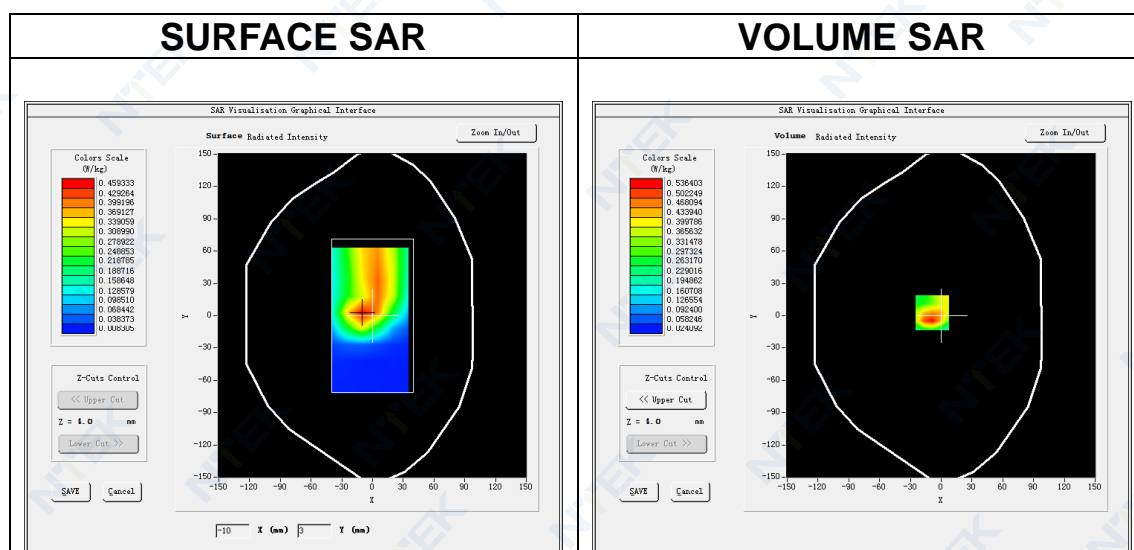 SURFACE SAR
VOLUME SAR
SAR Visualisation Graphical Interface
Surface Radiated Intensity
Zoom In/Out
Colors Scale
(W/kg)
0.459333
0.429264
0.399196
0.369127
0.339059
0.308990
0.278922
0.248853
0.218785
0.188716
0.158648
0.128579
0.098510
0.068442
0.038373
0.008305
Z-Cuts Control
<< Upper Cut
Z = 4.0 mm
Lower Cut >>
SAVE
Cancel
150
120
90
60
30
0
-30
-60
-90
-120
-150
Y
-150 -120 -90 -60 -30 0 30 60 90 120 150
X
-10 X (mm) 3 Y (mm)
SAR Visualisation Graphical Interface
Volume Radiated Intensity
Zoom In/Out
Colors Scale
(W/kg)
0.536403
0.502249
0.468094
0.433940
0.399786
0.365632
0.331478
0.297324
0.263170
0.229016
0.194862
0.160708
0.126554
0.092400
0.058246
0.024092
Z-Cuts Control
<< Upper Cut
Z = 4.0 mm
Lower Cut >>
SAVE
Cancel
150
120
90
60
30
0
-30
-60
-90
-120
-150
Y
-150 -120 -90 -60 -30 0 30 60 90 120 150
X
NTEK